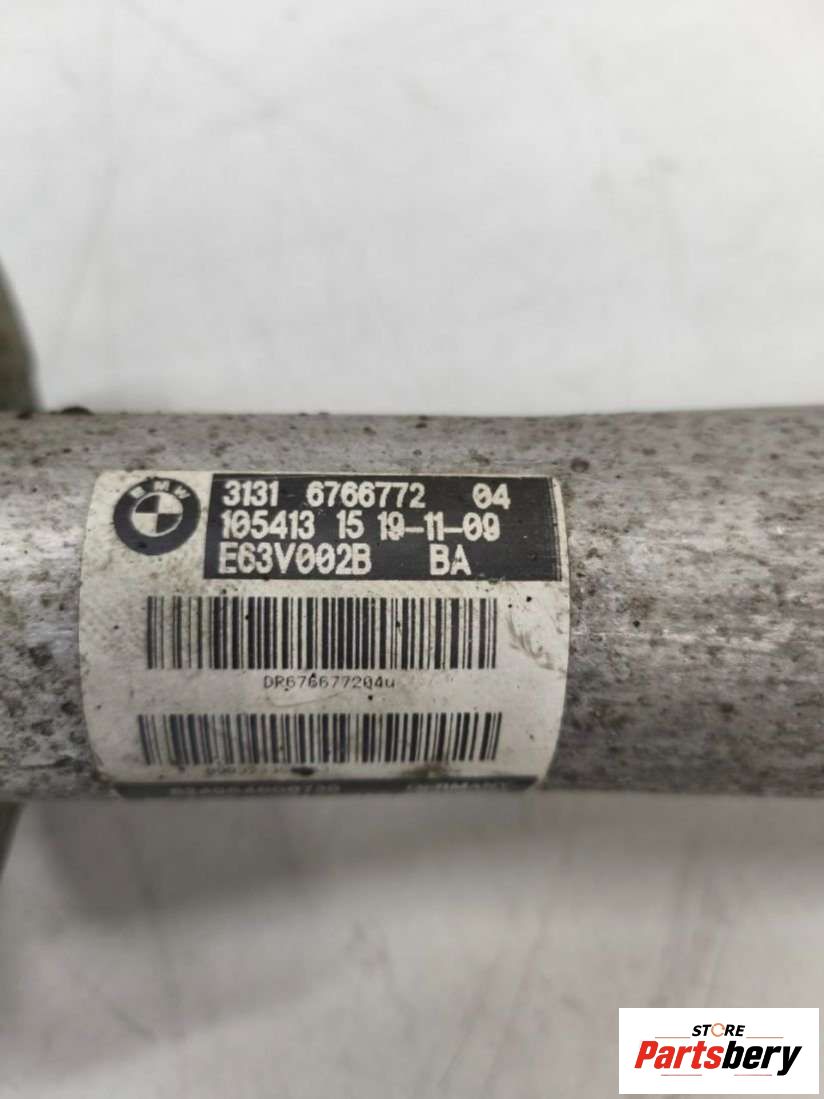 BMW
3131 6766772 04
105413 15 19-11-09
E63V002B BA
DR676677204u
STORE
Partsbery